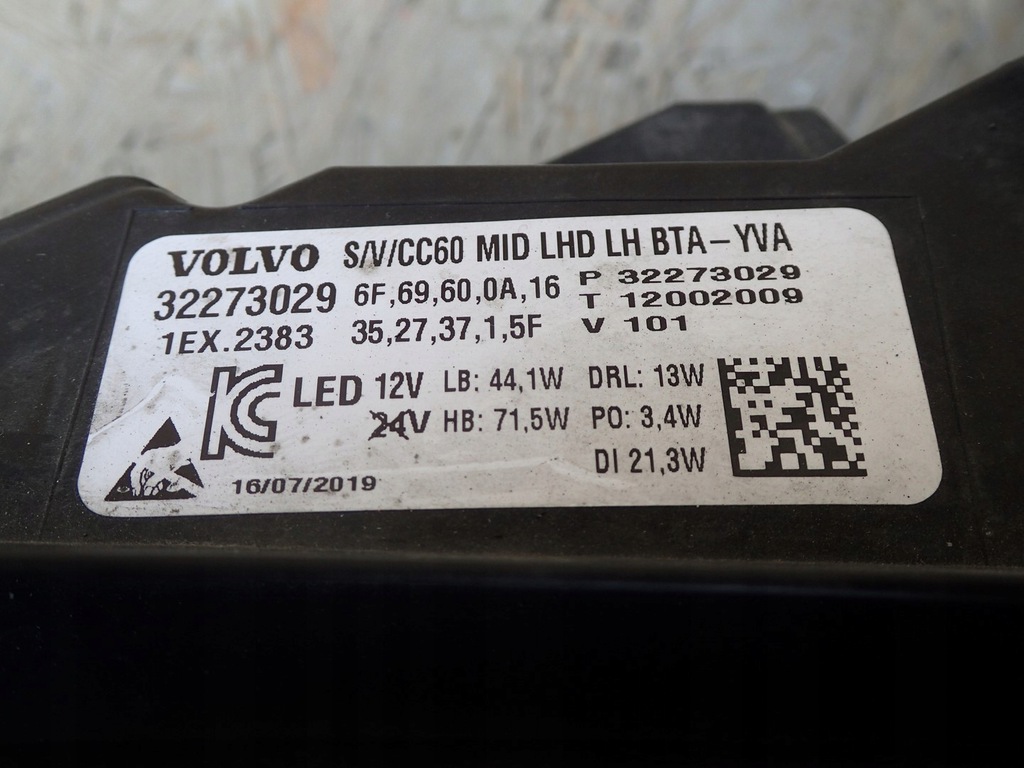 VOLVO S/V/CC60 MID LHD LH BTA-YVA
32273029 6F,69,60,0A,16 P 32273029
T 12002009
1EX.2383 35,27,37,1,5F V 101
LED 12V LB: 44,1W DRL: 13W
24V HB: 71,5W PO: 3,4W
DI 21,3W
16/07/2019